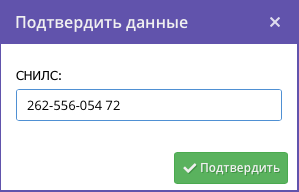 Подтвердить данные ×
СНИЛС:
262-556-054 72
Подтвердить